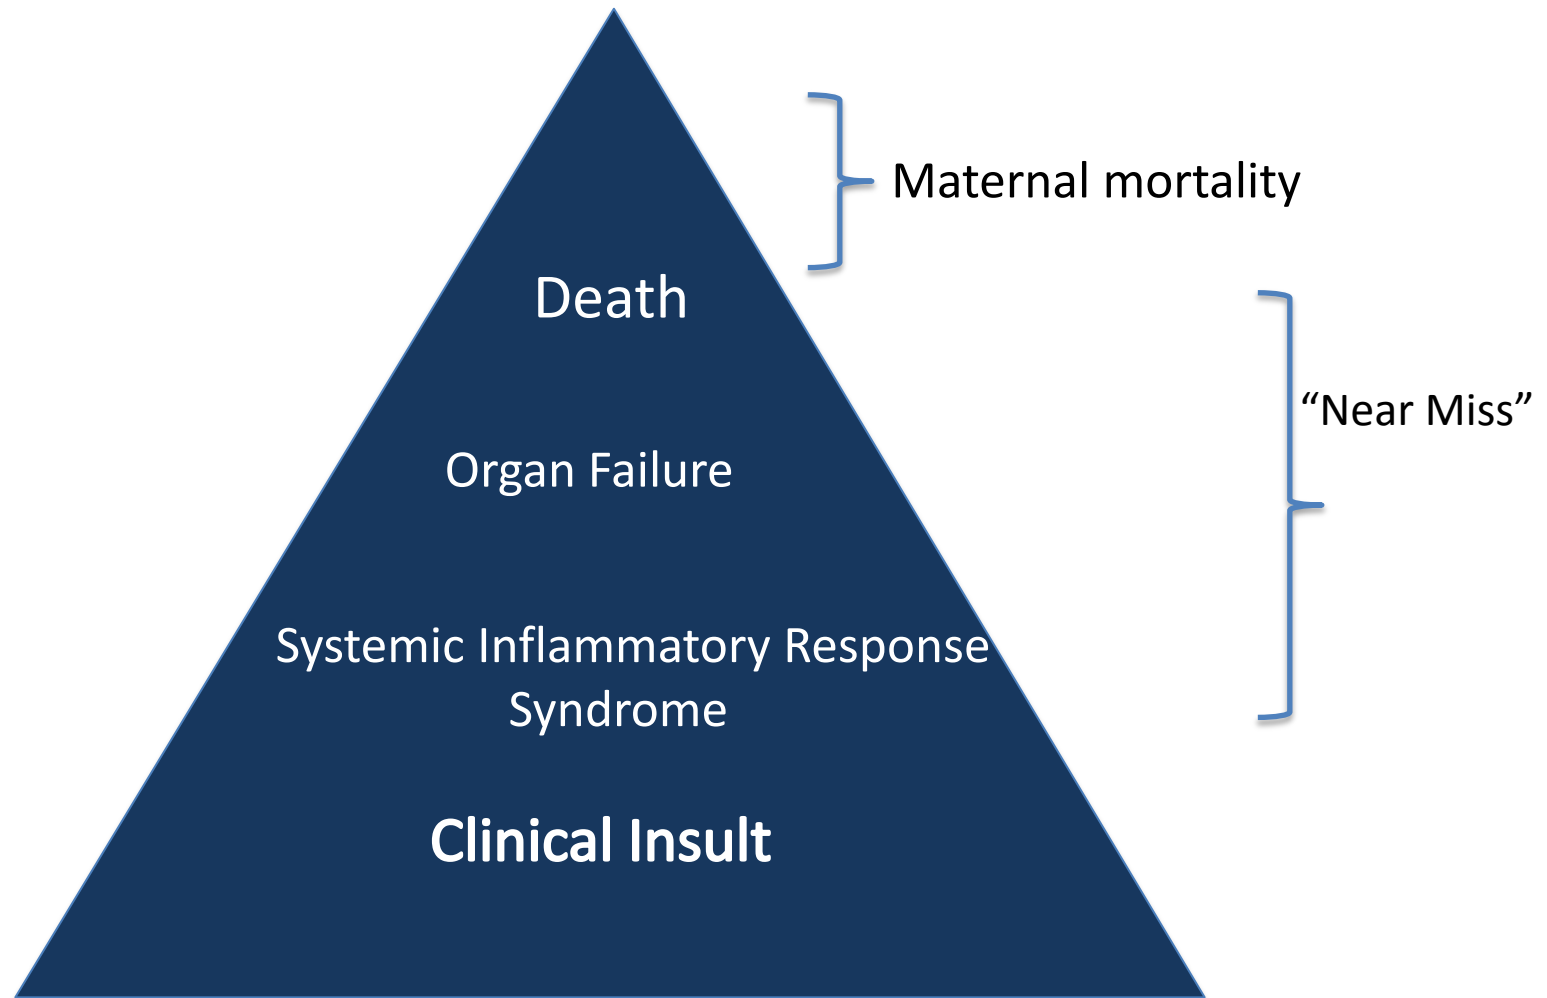 Maternal mortality
Death
“Near Miss”
Organ Failure
Systemic Inflammatory Response
Syndrome
Clinical Insult